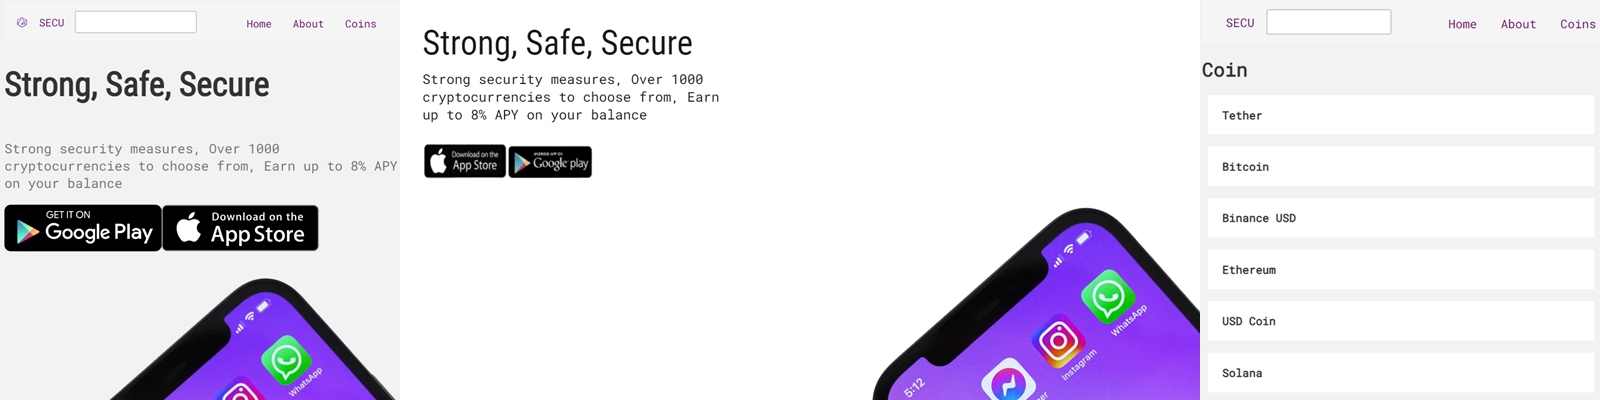 SECU
Home About Coins
Strong, Safe, Secure
Strong security measures, Over 1000
cryptocurrencies to choose from, Earn up to 8% APY
on your balance
GET IT ON
Google Play
Download on the
App Store
WhatsApp
Strong, Safe, Secure
Strong security measures, Over 1000
cryptocurrencies to choose from, Earn
up to 8% APY on your balance
Download on the
App Store
ANDROID APP ON
Google play
WhatsApp
Instagram
5:12
SECU
Home About Coins
Coin
Tether
Bitcoin
Binance USD
Ethereum
USD Coin
Solana